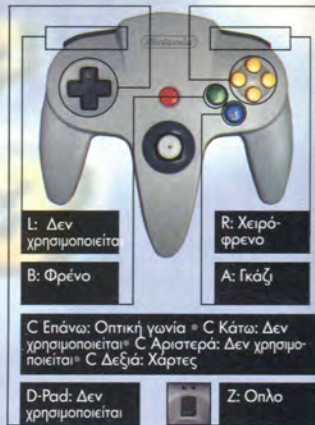 Nintendo
L: Δεν
χρησιμοποιείται
R: Χειρό-
φρενο
B: Φρένο
A: Γκάζι
C Επάνω: Οπτική γωνία • C Κάτω: Δεν
χρησιμοποιείται • C Αριστερά: Δεν χρησιμο-
ποιείται • C Δεξιά: Χάρτες
D-Pad: Δεν
χρησιμοποιείται
Z: Οπλο